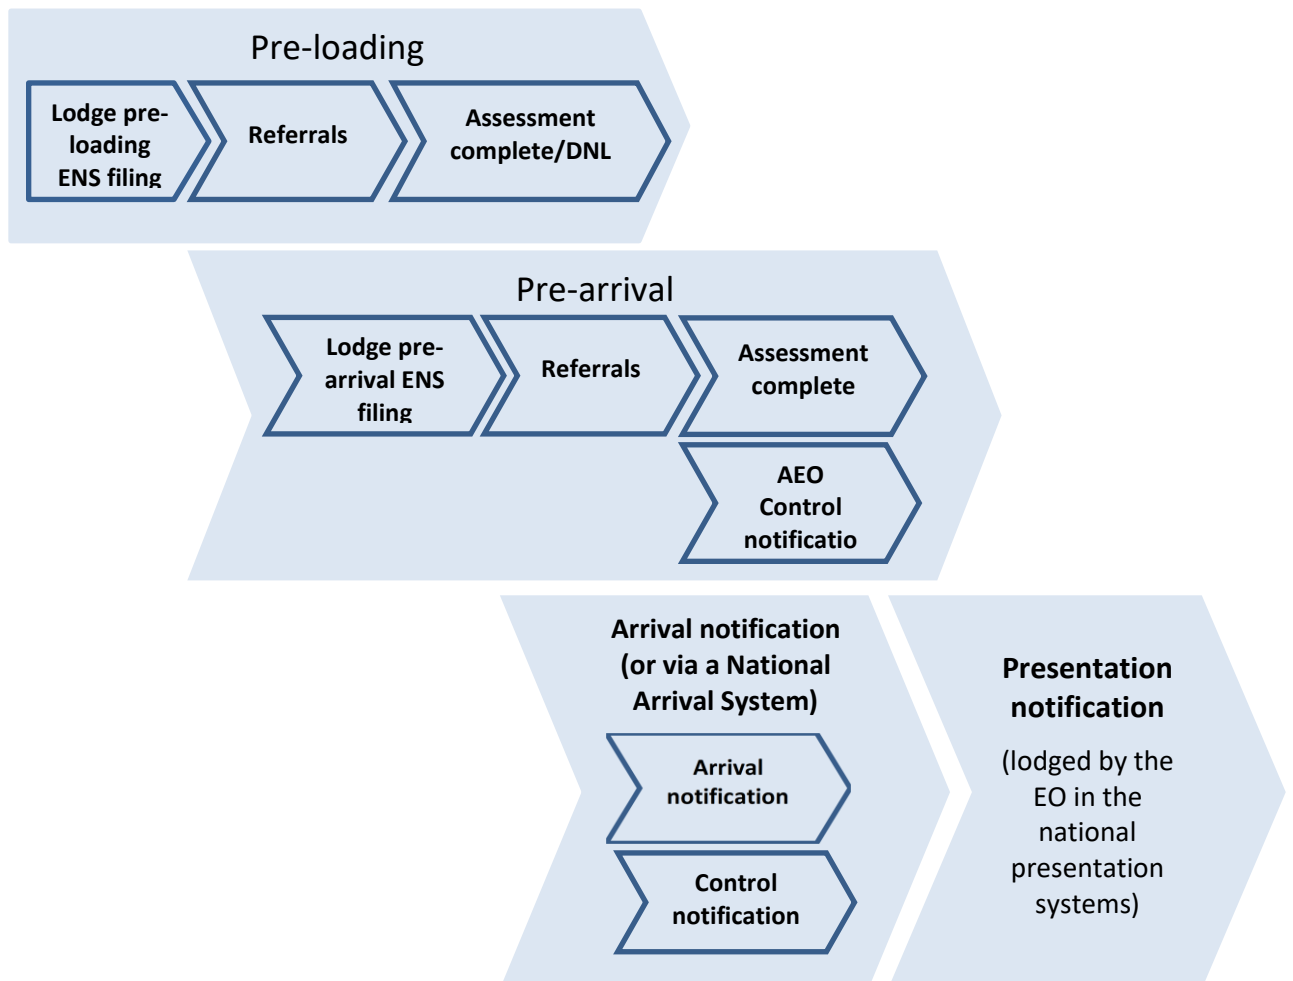 Pre-loading
Lodge pre-
loading
ENS filing
Referrals
Assessment
complete/DNL
Pre-arrival
Lodge pre-
arrival ENS
filing
Referrals
Assessment
complete
AEO
Control
notificatio
Arrival notification
(or via a National
Arrival System)
Arrival
notification
Control
notification
Presentation
notification
(lodged by the
EO in the
national
presentation
systems)